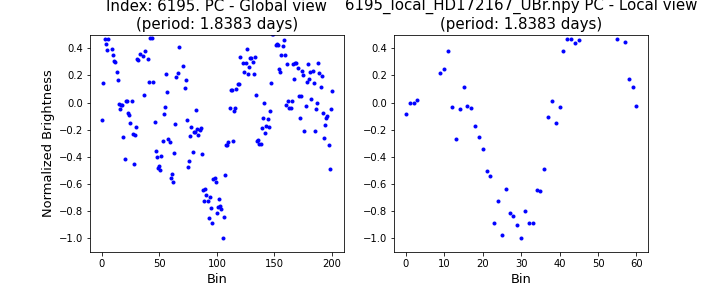 Index: 6195. PC - Global view
(period: 1.8383 days)
6195_local_HD172167_UBr.npy PC - Local view
(period: 1.8383 days)
Normalized Brightness
0.4
0.2
0.0
−0.2
−0.4
−0.6
−0.8
−1.0
0 50 100 150 200
Bin
0.4
0.2
0.0
−0.2
−0.4
−0.6
−0.8
−1.0
0 10 20 30 40 50 60
Bin